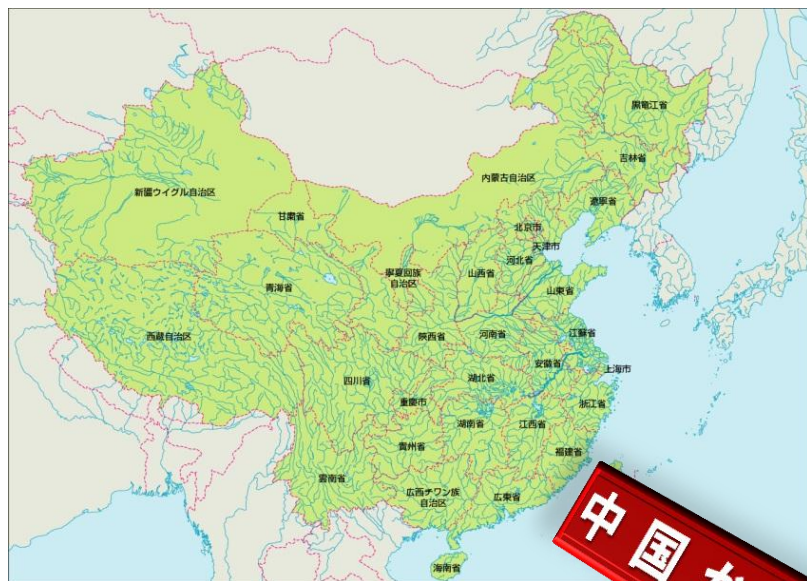 黒竜江省
吉林省
内蒙古自治区
遼寧省
新疆ウイグル自治区
甘粛省
北京市
天津市
河北省
寧夏回族
自治区
山西省
青海省
山東省
西蔵自治区
陝西省
河南省
江蘇省
安徽省
上海市
四川省
湖北省
重慶市
浙江省
湖南省
江西省
貴州省
福建省
雲南省
広西チワン族
自治区
広東省
海南省
中国